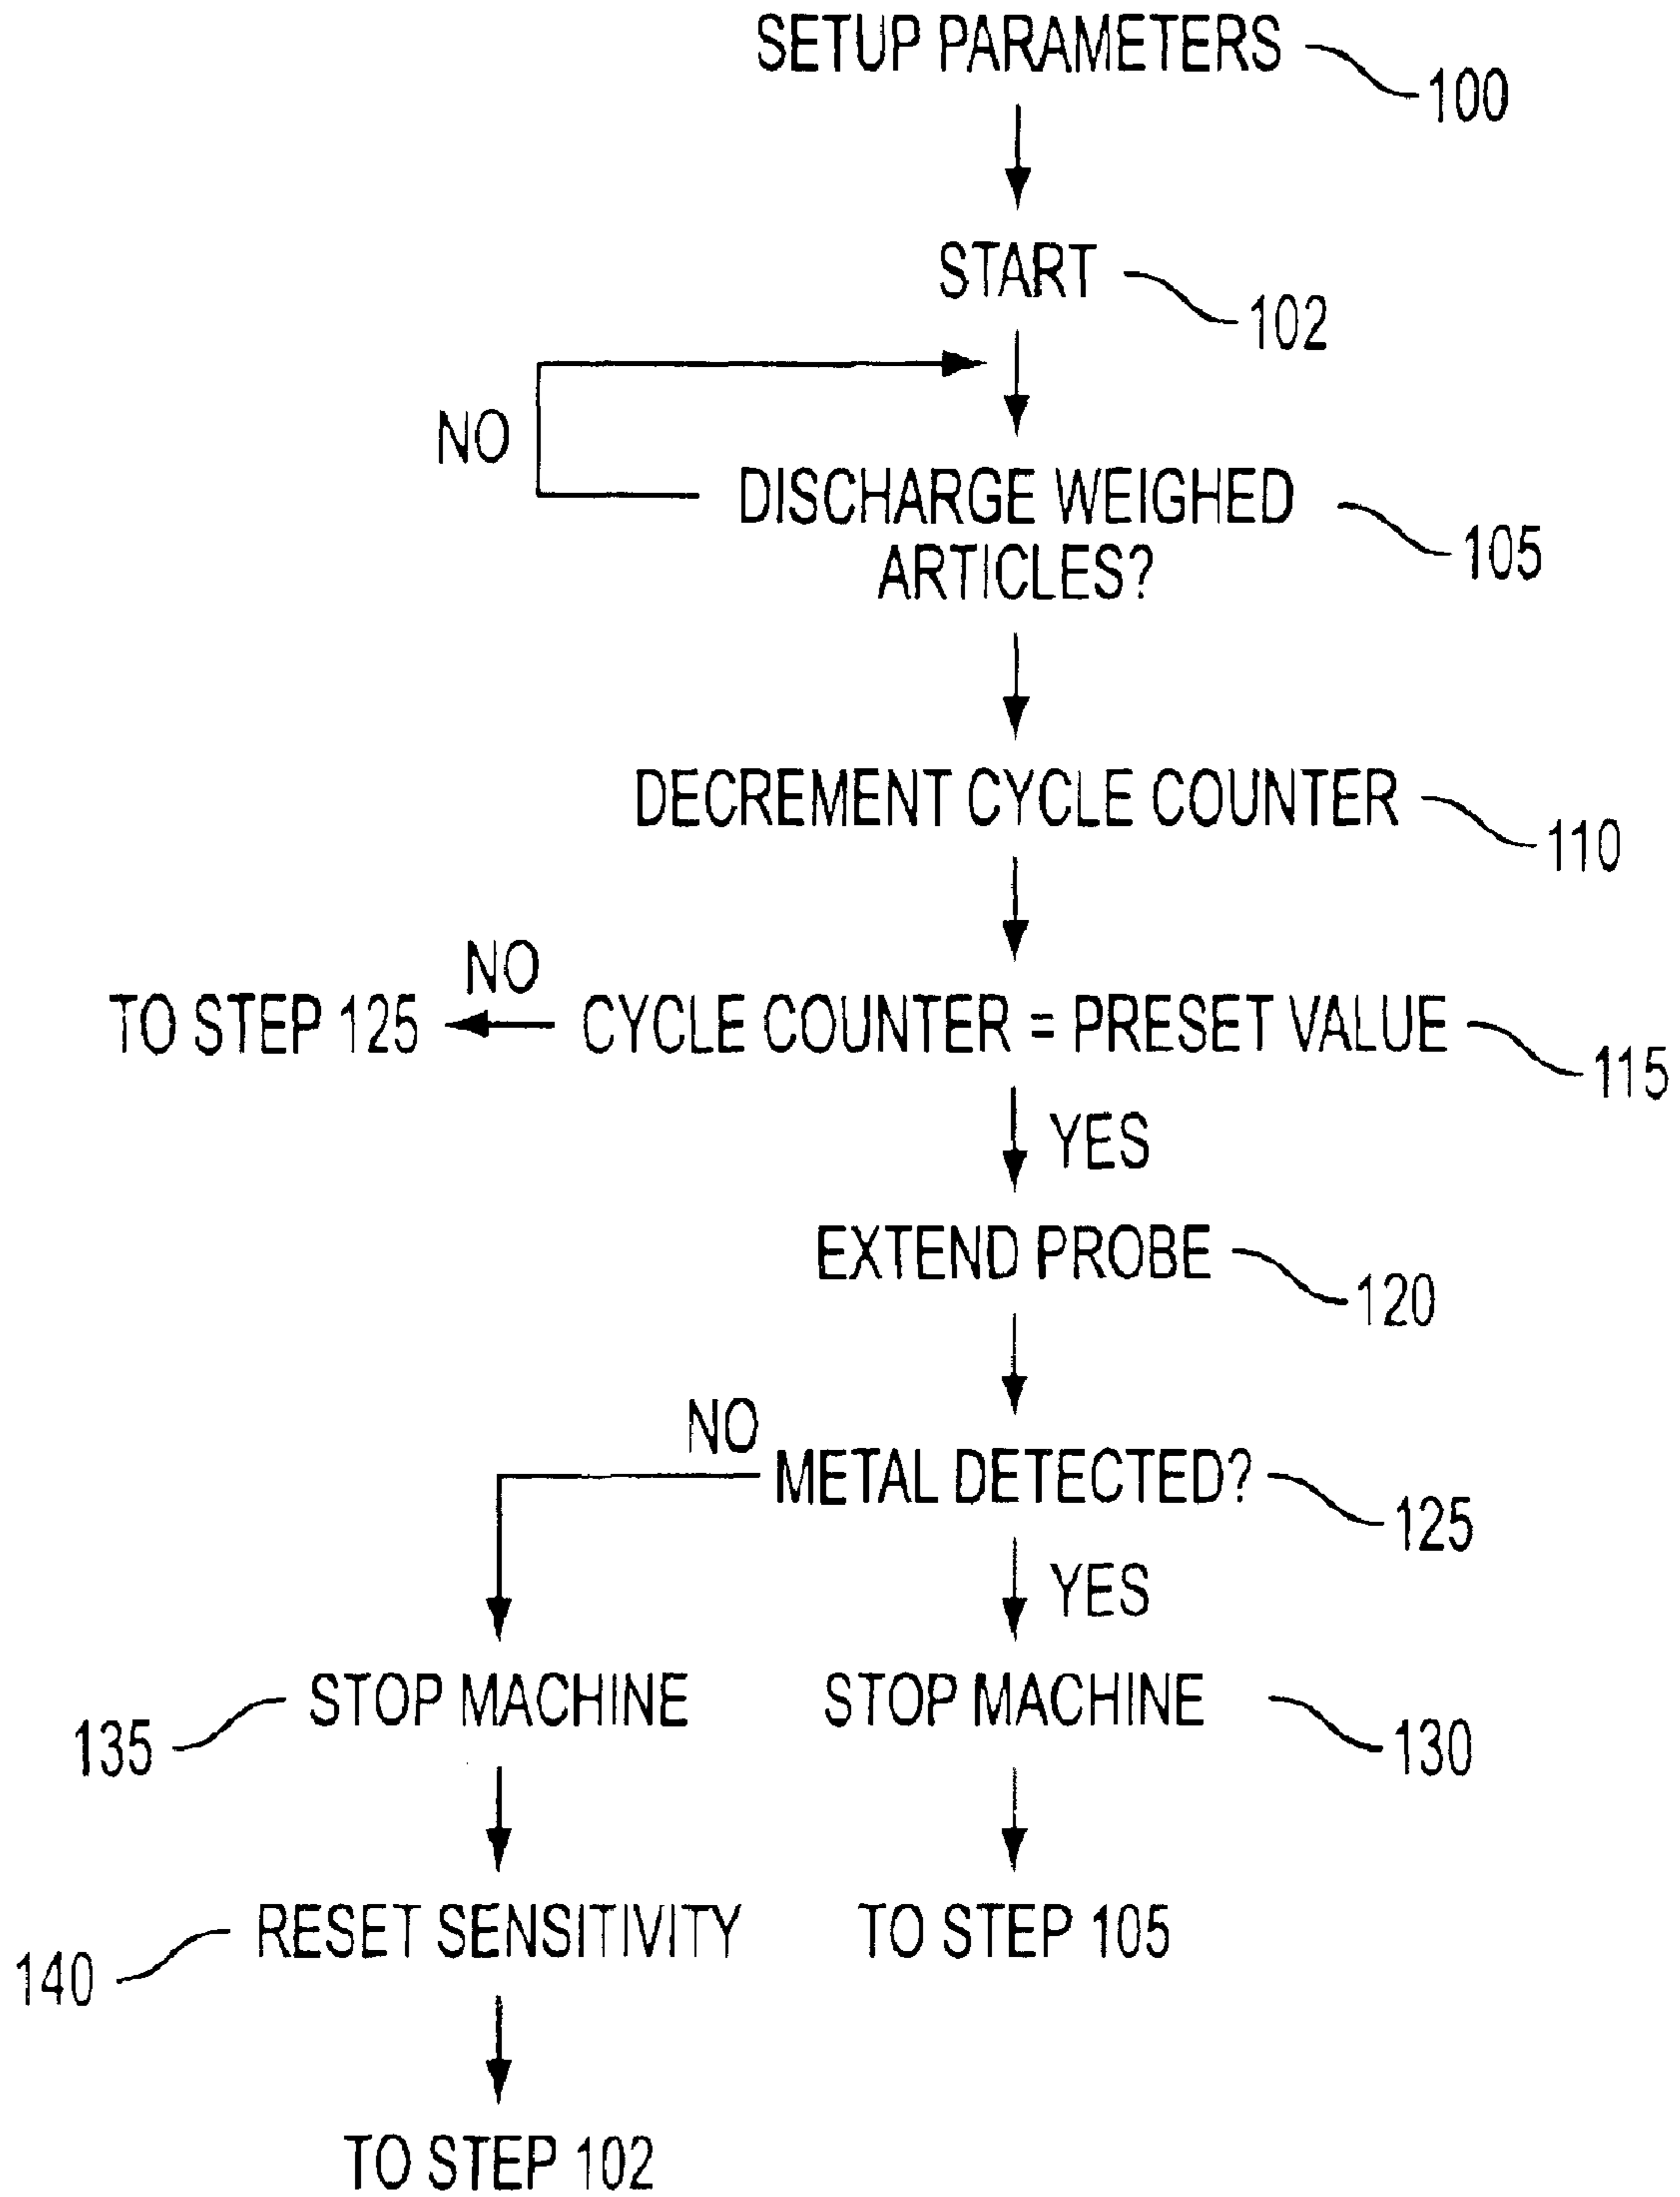 SETUP PARAMETERS
100
START
102
NO
DISCHARGE WEIGHED
ARTICLES?
105
DECREMENT CYCLE COUNTER
110
NO
TO STEP 125
CYCLE COUNTER = PRESET VALUE
115
YES
EXTEND PROBE
120
NO
METAL DETECTED?
125
YES
135
STOP MACHINE
STOP MACHINE
130
140
RESET SENSITIVITY
TO STEP 105
TO STEP 102